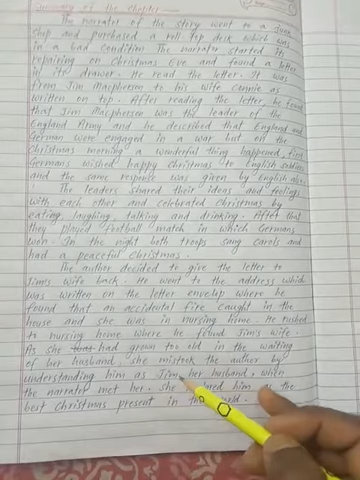 Summary of the Chapter
The narrator of the story went to a Junk
shop and purchased a roll top desk which was
in a bad condition The narrator started its
repairing on Christmas Eve and found a letter
in its drawer. He read the letter. It was
from Jim Macpherson to his wife connie as
written on top. After reading the letter, he found
that Jim Macpherson was the leader of the
England Army and he described that England and
German were engaged in a war but on the
Christmas morning a wonderful thing happened, first
Germans wished happy Christmas to English soldiers
and the same response was given by english also.
The leaders shared their ideas and feelings
with each other and celebrated Christmas by
eating, laughing, talking and drinking. After that
they played football match in which Germans
won. In the night both troops sang carols and
had a peaceful Christmas.
The author decided to give the letter to
Jim's wife back. He went to the address which
was written on the letter envelop where he
found that an accidental fire caught in the
house and she was in nursing home. He rushed
to nursing home where he found Jim's wife.
As she was had grown too old in the waiting
of her husband, she mistook the author by
understanding him as Jim, her husband, when
the narrator met her. She him as the
best Christmas present in the world.